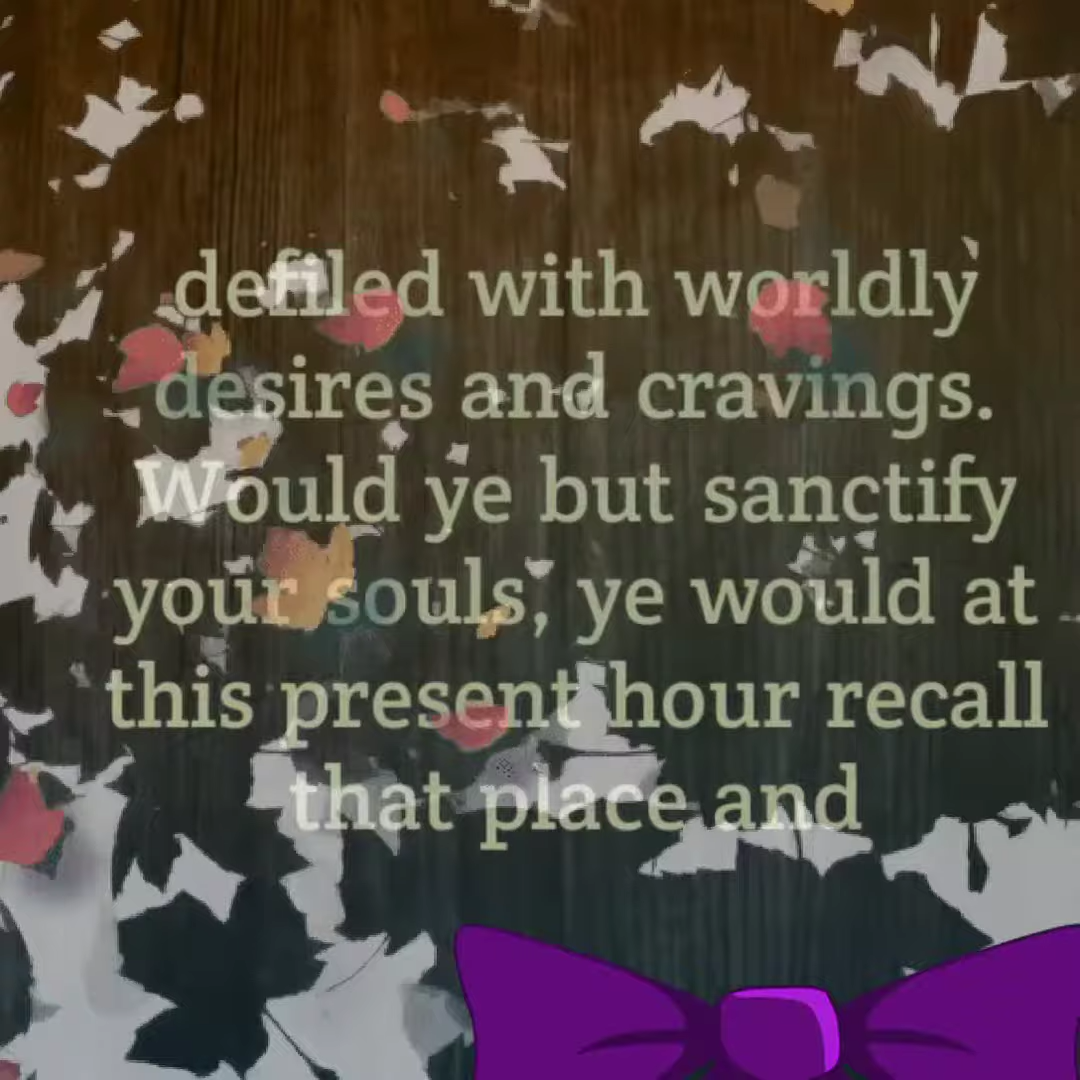 defiled with worldly
desires and cravings.
Would ye but sanctify
your souls, ye would at
this present hour recall
that place and